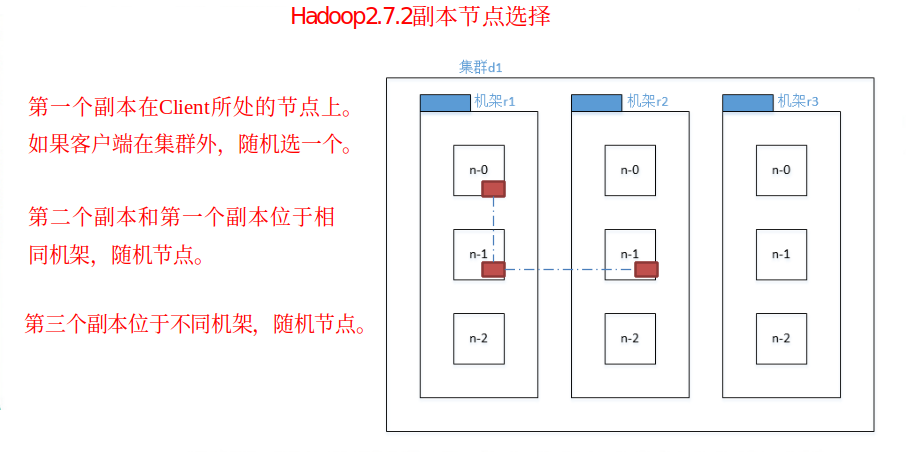 Hadoop2.7.2副本节点选择
第一个副本在Client所处的节点上。
如果客户端在集群外，随机选一个。
第二个副本和第一个副本位于相
同机架，随机节点。
第三个副本位于不同机架，随机节点。
集群d1
机架r1
机架r2
机架r3
n-0
n-0
n-0
n-1
n-1
n-1
n-2
n-2
n-2